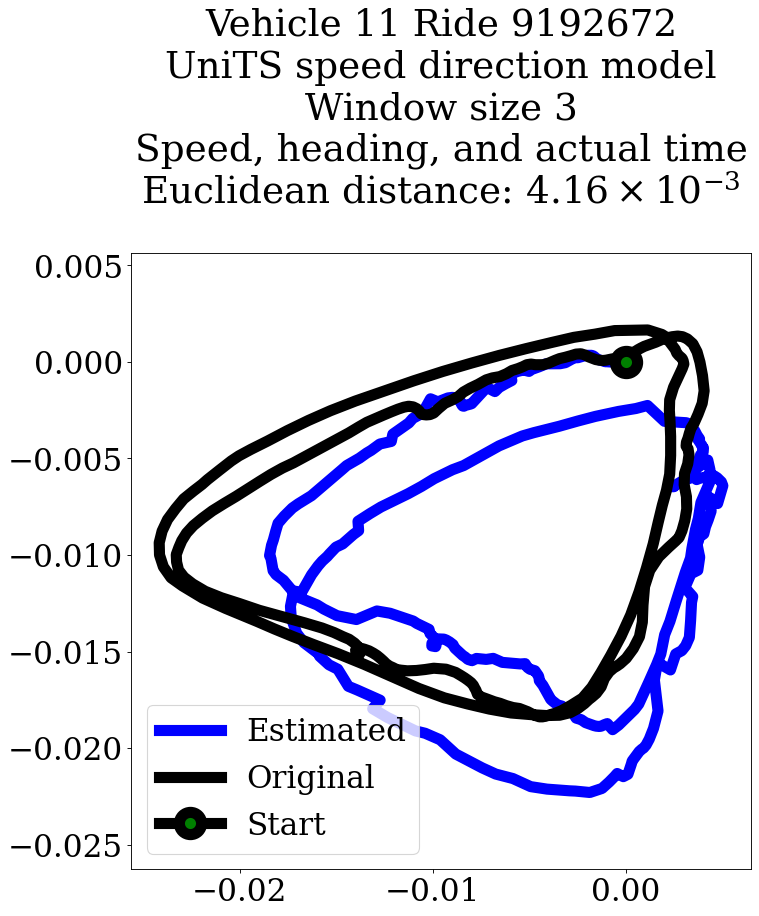 Vehicle 11 Ride 9192672
UniTS speed direction model
Window size 3
Speed, heading, and actual time
Euclidean distance: 4.16 × 10⁻³
0.005
0.000
−0.005
−0.010
−0.015
−0.020
−0.025
Estimated
Original
Start
−0.02
−0.01
0.00